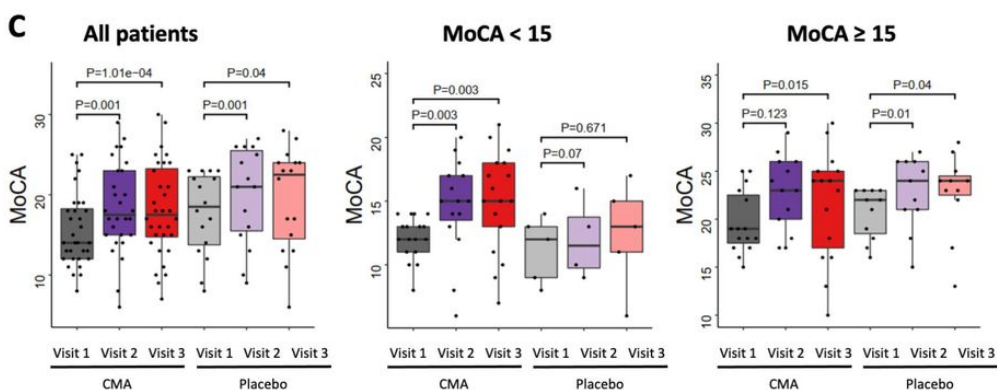 C
All patients
MoCA
10
20
30
P=1.01e−04
P=0.001
P=0.04
P=0.001
Visit 1 Visit 2 Visit 3 Visit 1 Visit 2 Visit 3
CMA Placebo
MoCA < 15
MoCA
10
15
20
25
P=0.003
P=0.003
P=0.671
P=0.07
Visit 1 Visit 2 Visit 3 Visit 1 Visit 2 Visit 3
CMA Placebo
MoCA ≥ 15
MoCA
10
15
20
25
30
35
P=0.015
P=0.123
P=0.04
P=0.01
Visit 1 Visit 2 Visit 3 Visit 1 Visit 2 Visit 3
CMA Placebo